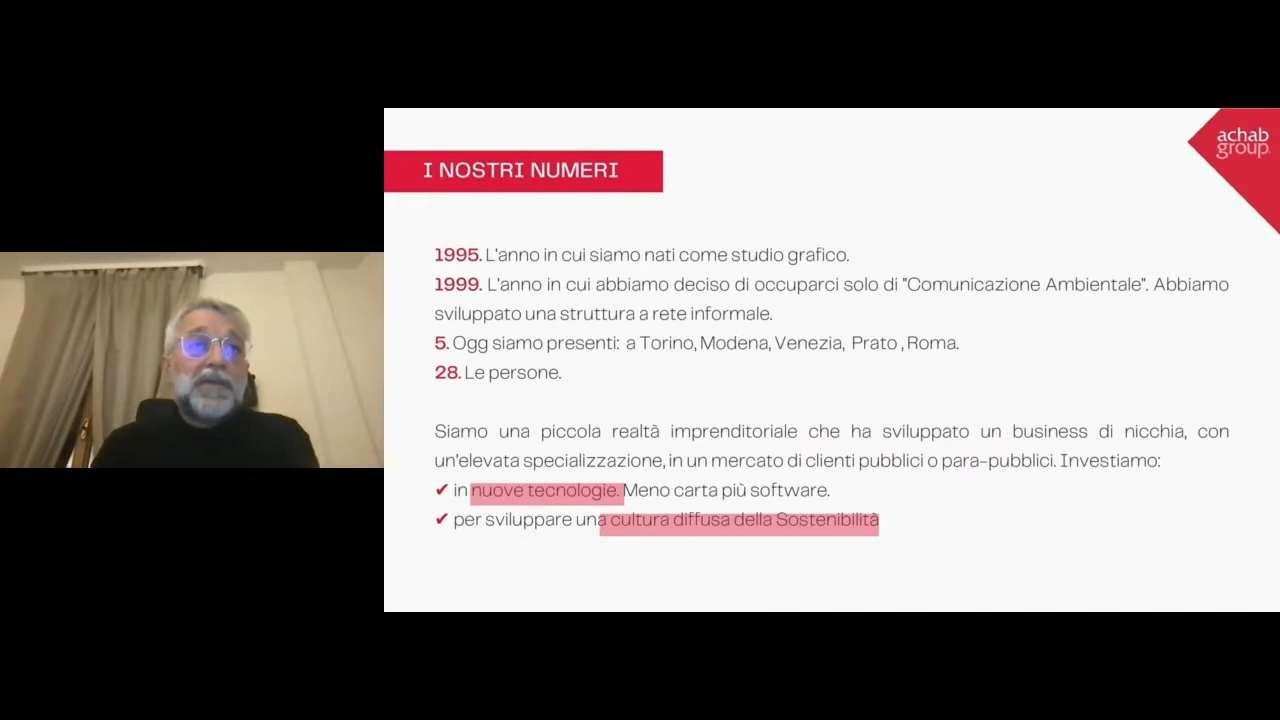 achab
group.
I NOSTRI NUMERI
1995. L'anno in cui siamo nati come studio grafico.
1999. L'anno in cui abbiamo deciso di occuparci solo di "Comunicazione Ambientale". Abbiamo
sviluppato una struttura a rete informale.
5. Ogg siamo presenti: a Torino, Modena, Venezia, Prato , Roma.
28. Le persone.
Siamo una piccola realtà imprenditoriale che ha sviluppato un business di nicchia, con
un'elevata specializzazione, in un mercato di clienti pubblici o para-pubblici. Investiamo:
✔ in nuove tecnologie. Meno carta più software.
✔ per sviluppare una cultura diffusa della Sostenibilità